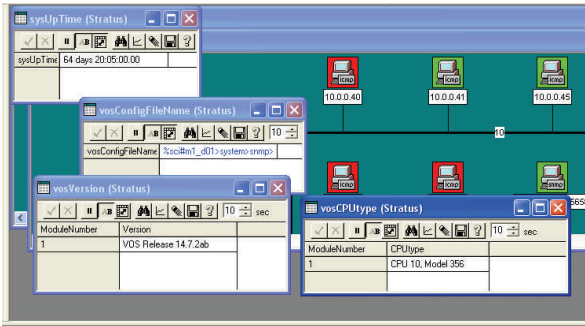 sysUpTime (Stratus)
sysUpTime 64 days 20:05:00.00
icmp
icmp
icmp
10.0.0.40
10.0.0.41
10.0.0.45
vosConfigFileName (Stratus)
10
vosConfigFileName %sci#m1_d01>system>snmp>
10
icmp
icmp
snmp
vosVersion (Stratus)
10 sec
ModuleNumber Version
1 VOS Release 14.7.2ab
vosCPUtype (Stratus)
10 sec
ModuleNumber CPUtype
1 CPU 10, Model 356